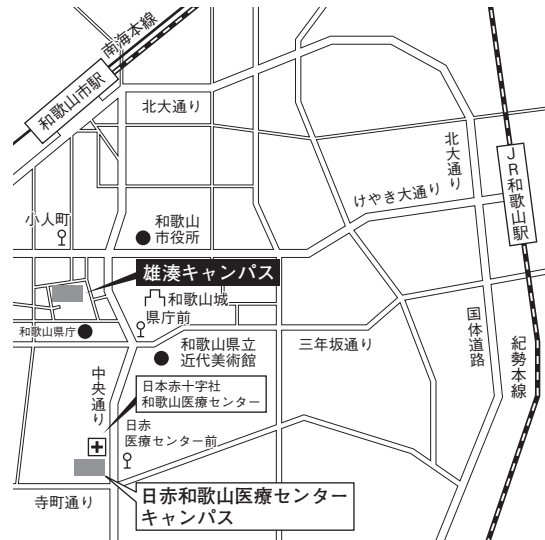 南海本線
和歌山市駅
北大通り
北大通り
けやき大通り
JR和歌山駅
小人町
和歌山
市役所
雄湊キャンパス
和歌山城
県庁前
和歌山県庁
和歌山県立
近代美術館
三年坂通り
国体道路
紀勢本線
中央通り
日本赤十字社
和歌山医療センター
日赤
医療センター前
日赤和歌山医療センター
キャンパス
寺町通り